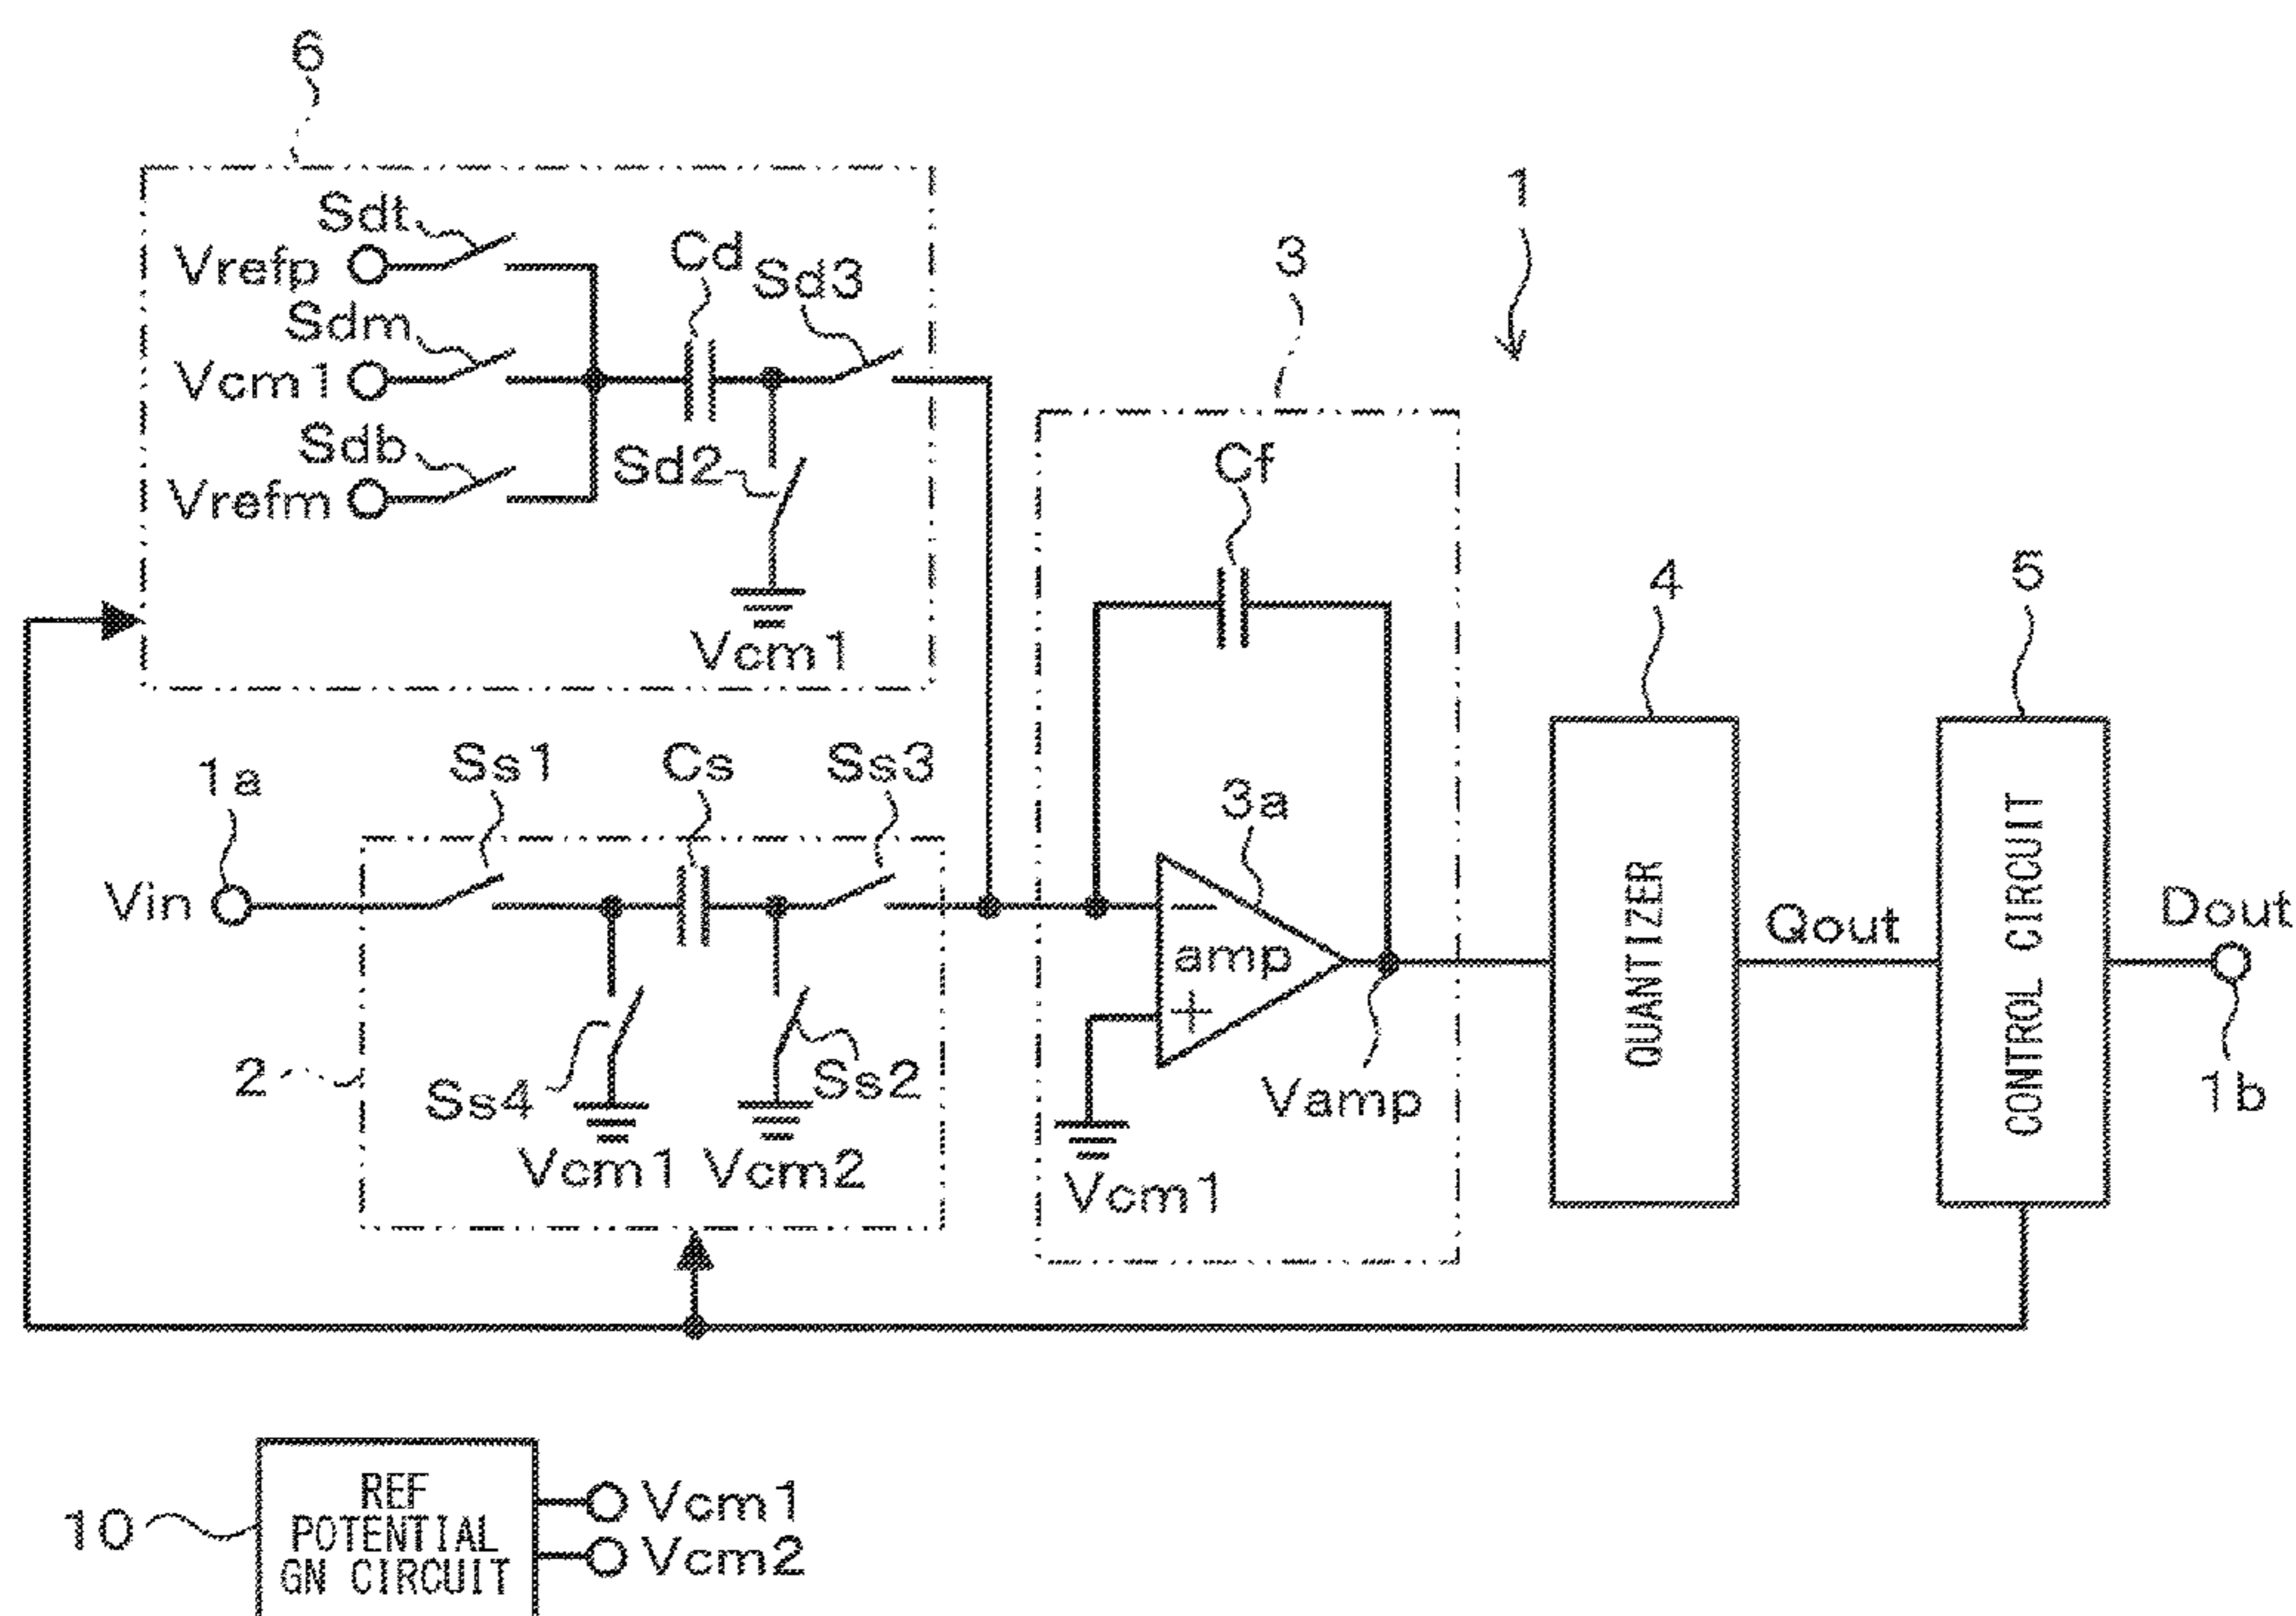 6
1
Sdt
Vrefp
Cd
Sd3
3
Sdm
Vcm1
Sdb
Vrefm
Sd2
Vcm1
Cf
4
5
1a
Ss1
Cs
Ss3
3a
Vin
amp
−
+
QUANTIZER
Qout
CONTROL CIRCUIT
Dout
1b
2
Ss4
Ss2
Vcm1
Vcm2
Vamp
Vcm1
10
REF
POTENTIAL
GN CIRCUIT
Vcm1
Vcm2